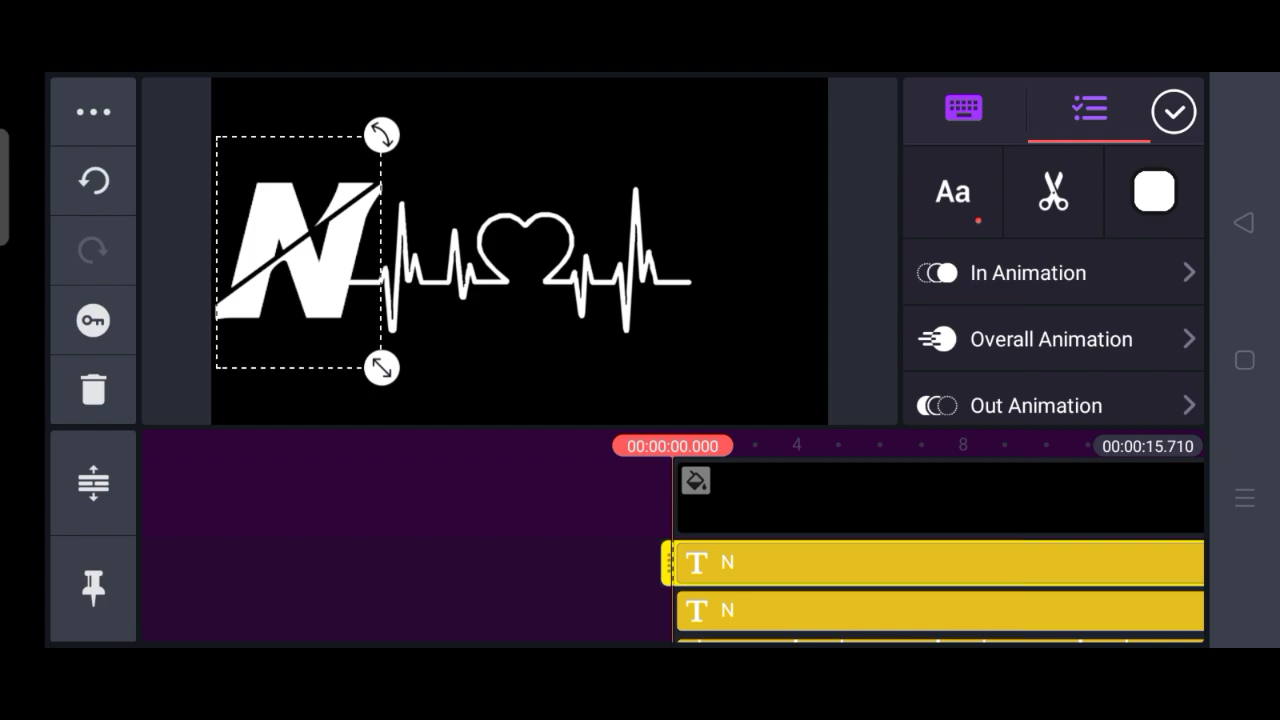 N
Aa
In Animation
Overall Animation
Out Animation
00:00:00.000
4
8
00:00:15.710
T N
T N